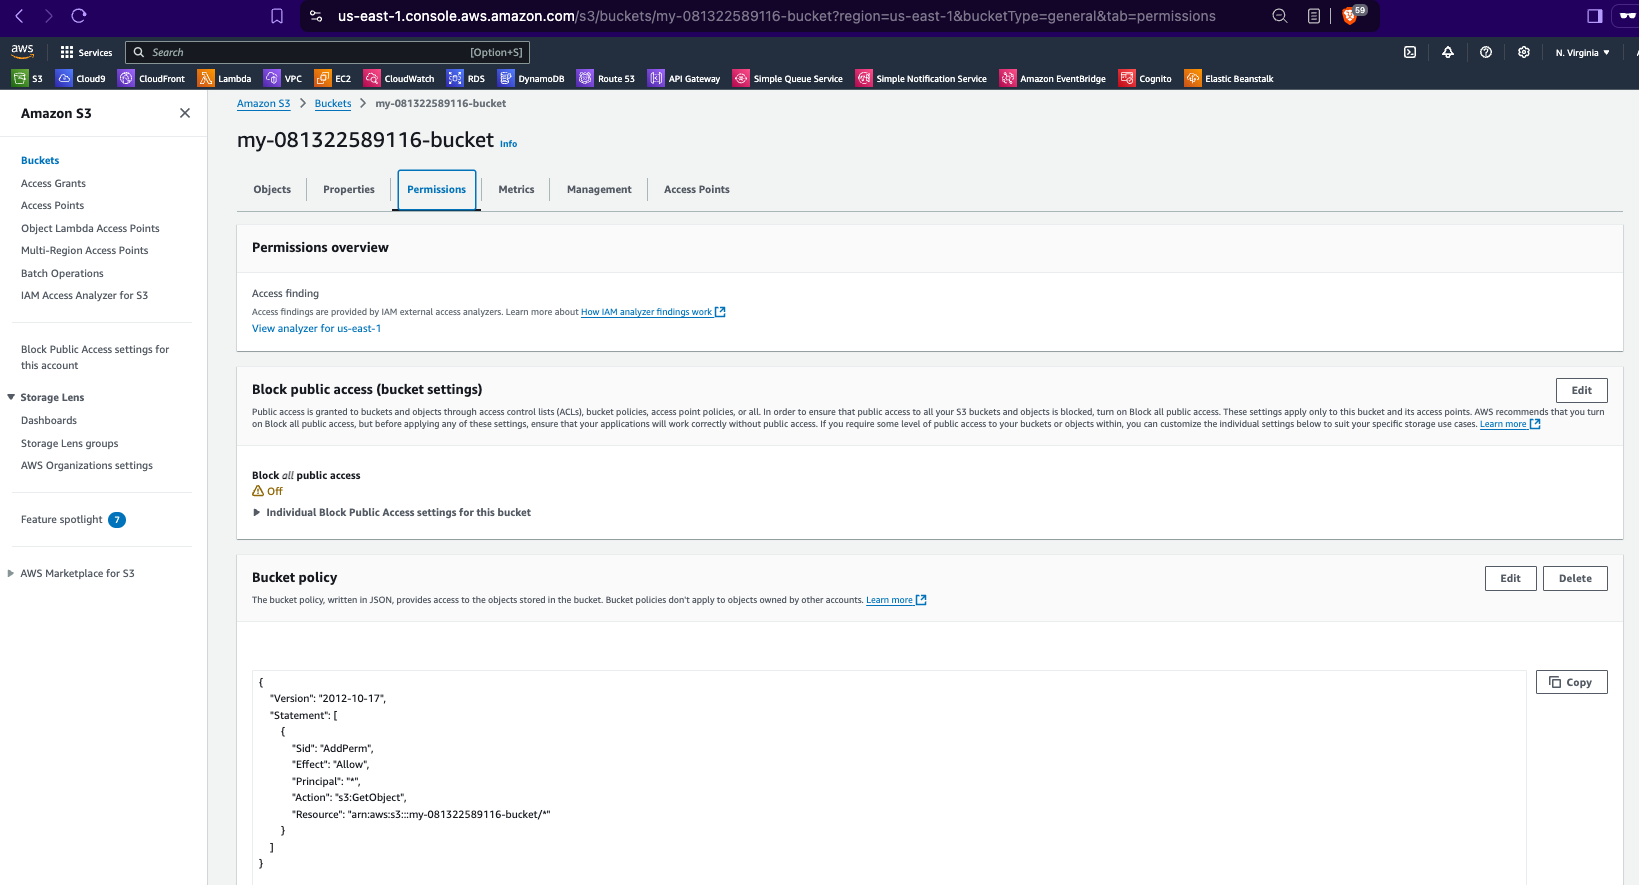 us-east-1.console.aws.amazon.com/s3/buckets/my-081322589116-bucket?region=us-east-1&bucketType=general&tab=permissions
59
aws
Services
Search
[Option+S]
N. Virginia
S3
Cloud9
CloudFront
Lambda
VPC
EC2
CloudWatch
RDS
DynamoDB
Route 53
API Gateway
Simple Queue Service
Simple Notification Service
Amazon EventBridge
Cognito
Elastic Beanstalk
Amazon S3
Buckets
Access Grants
Access Points
Object Lambda Access Points
Multi-Region Access Points
Batch Operations
IAM Access Analyzer for S3
Block Public Access settings for
this account
Storage Lens
Dashboards
Storage Lens groups
AWS Organizations settings
Feature spotlight 7
AWS Marketplace for S3
Amazon S3 > Buckets > my-081322589116-bucket
my-081322589116-bucket Info
Objects
Properties
Permissions
Metrics
Management
Access Points
Permissions overview
Access finding
Access findings are provided by IAM external access analyzers. Learn more about How IAM analyzer findings work
View analyzer for us-east-1
Block public access (bucket settings)
Edit
Public access is granted to buckets and objects through access control lists (ACLs), bucket policies, access point policies, or all. In order to ensure that public access to all your S3 buckets and objects is blocked, turn on Block all public access. These settings apply only to this bucket and its access points. AWS recommends that you turn
on Block all public access, but before applying any of these settings, ensure that your applications will work correctly without public access. If you require some level of public access to your buckets or objects within, you can customize the individual settings below to suit your specific storage use cases. Learn more
Block all public access
Off
Individual Block Public Access settings for this bucket
Bucket policy
Edit
Delete
The bucket policy, written in JSON, provides access to the objects stored in the bucket. Bucket policies don't apply to objects owned by other accounts. Learn more
Copy
{
"Version": "2012-10-17",
"Statement": [
{
"Sid": "AddPerm",
"Effect": "Allow",
"Principal": "*",
"Action": "s3:GetObject",
"Resource": "arn:aws:s3:::my-081322589116-bucket/*"
}
]
}